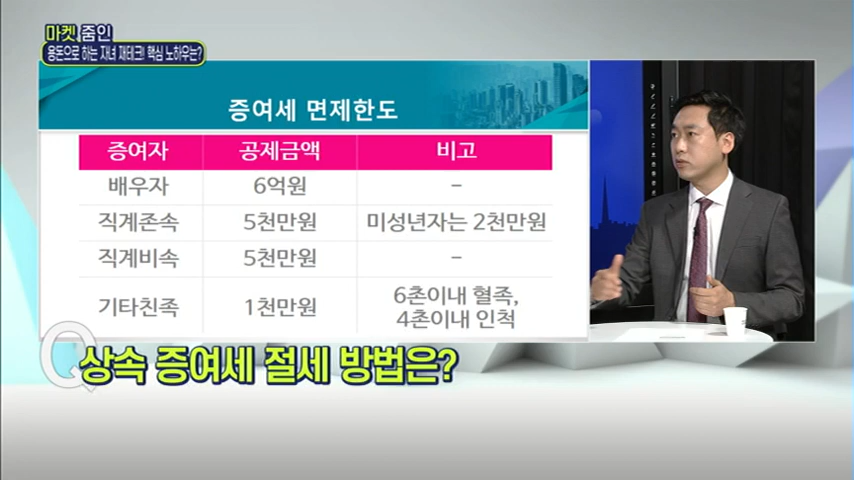 마켓 줌인
용돈으로 하는 자녀 재테크! 핵심 노하우는?
증여세 면제한도
증여자 공제금액 비고
배우자 6억원 -
직계존속 5천만원 미성년자는 2천만원
직계비속 5천만원 -
기타친족 1천만원 6촌이내 혈족,
4촌이내 인척
Q 상속 증여세 절세 방법은?